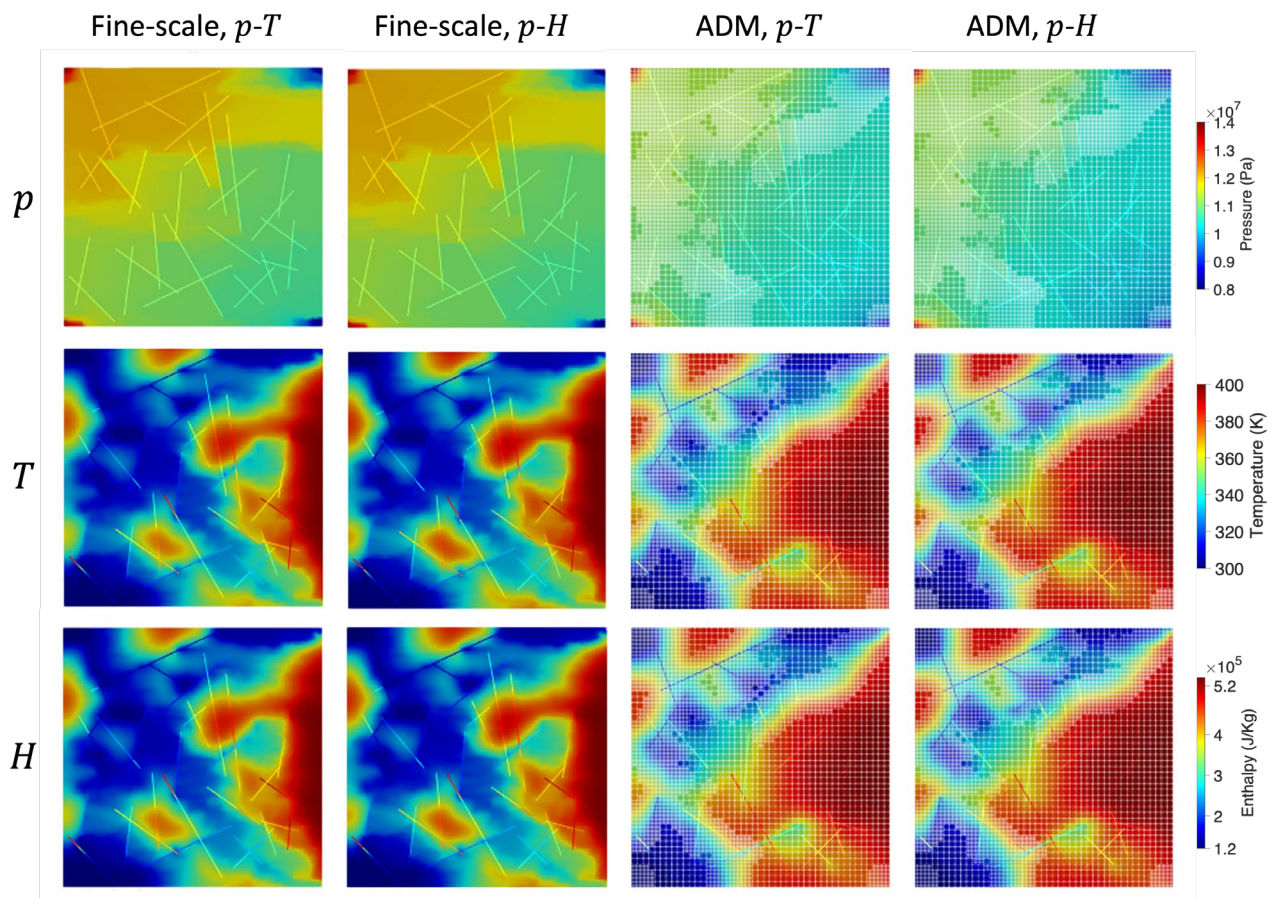 Fine-scale, p-T Fine-scale, p-H ADM, p-T ADM, p-H
p
×10⁷
1.4
1.3
1.2
1.1
1
0.9
0.8
Pressure (Pa)
T
400
380
360
340
320
300
Temperature (K)
H
×10⁵
5.2
4
3
2
1.2
Enthalpy (J/Kg)